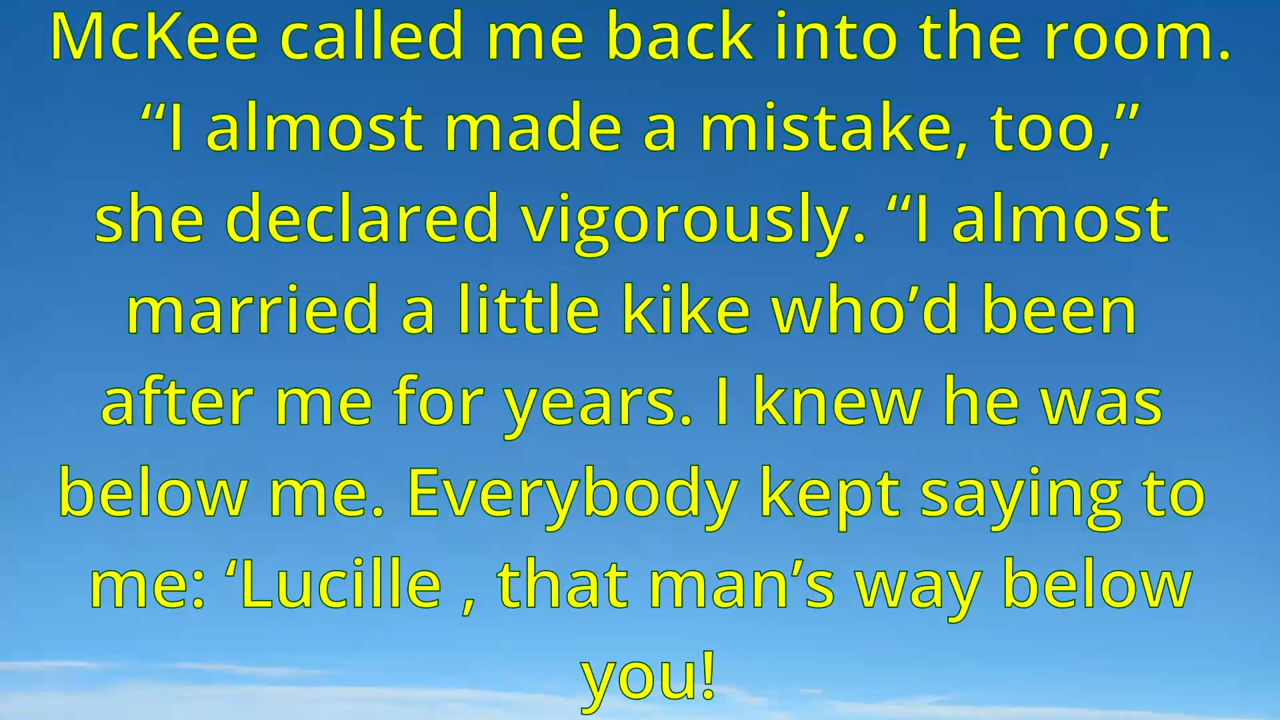 McKee called me back into the room.
“I almost made a mistake, too,”
she declared vigorously. “I almost
married a little kike who’d been
after me for years. I knew he was
below me. Everybody kept saying to
me: ‘Lucille , that man’s way below
you!